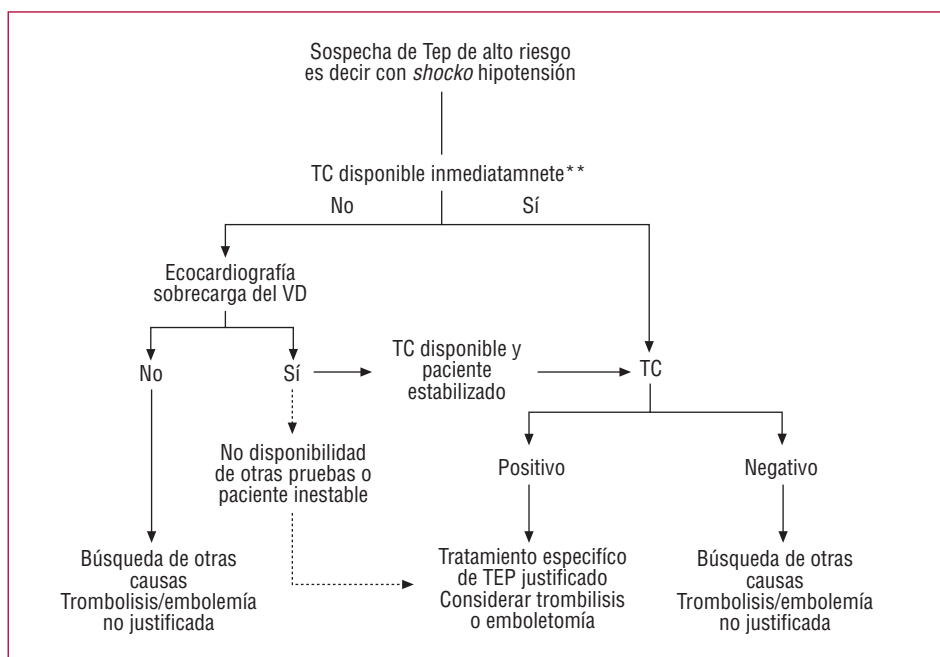 Sospecha de Tep de alto riesgo
es decir con shocko hipotensión
TC disponible inmediatamnete**
No
Sí
Ecocardiografía
sobrecarga del VD
No
Sí
TC disponible y
paciente
estabilizado
TC
No disponibilidad
de otras pruebas o
paciente inestable
Positivo
Negativo
Búsqueda de otras
causas
Trombolisis/embolemía
no justificada
Tratamiento especifíco
de TEP justificado
Considerar trombilisis
o emboletomía
Búsqueda de otras
causas
Trombolisis/embolemía
no justificada